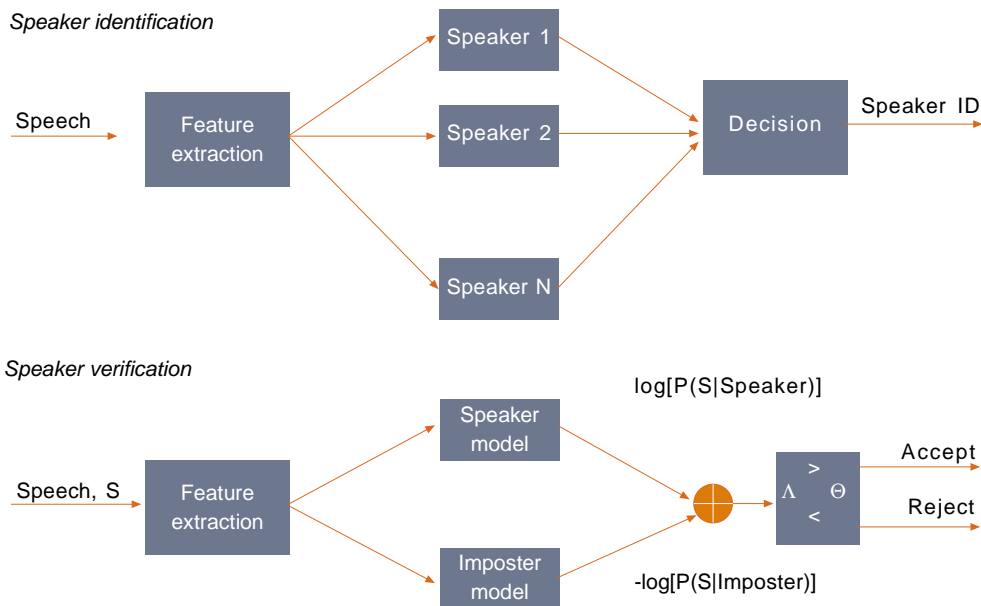 Speaker identification
Speech
Feature
extraction
Speaker 1
Speaker 2
Speaker N
Decision
Speaker ID
Speaker verification
Speech, S
Feature
extraction
Speaker
model
Imposter
model
log[P(S|Speaker)]
-log[P(S|Imposter)]
>
Λ Θ
<
Accept
Reject